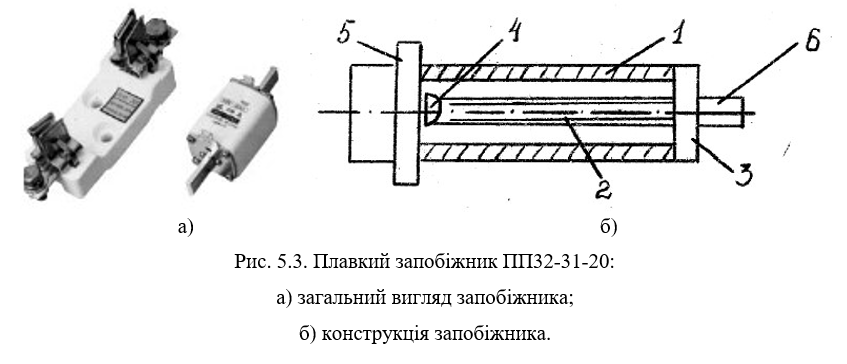 5
4
1
6
2
3
а)
б)
Рис. 5.3. Плавкий запобіжник ПП32-31-20:
а) загальний вигляд запобіжника;
б) конструкція запобіжника.